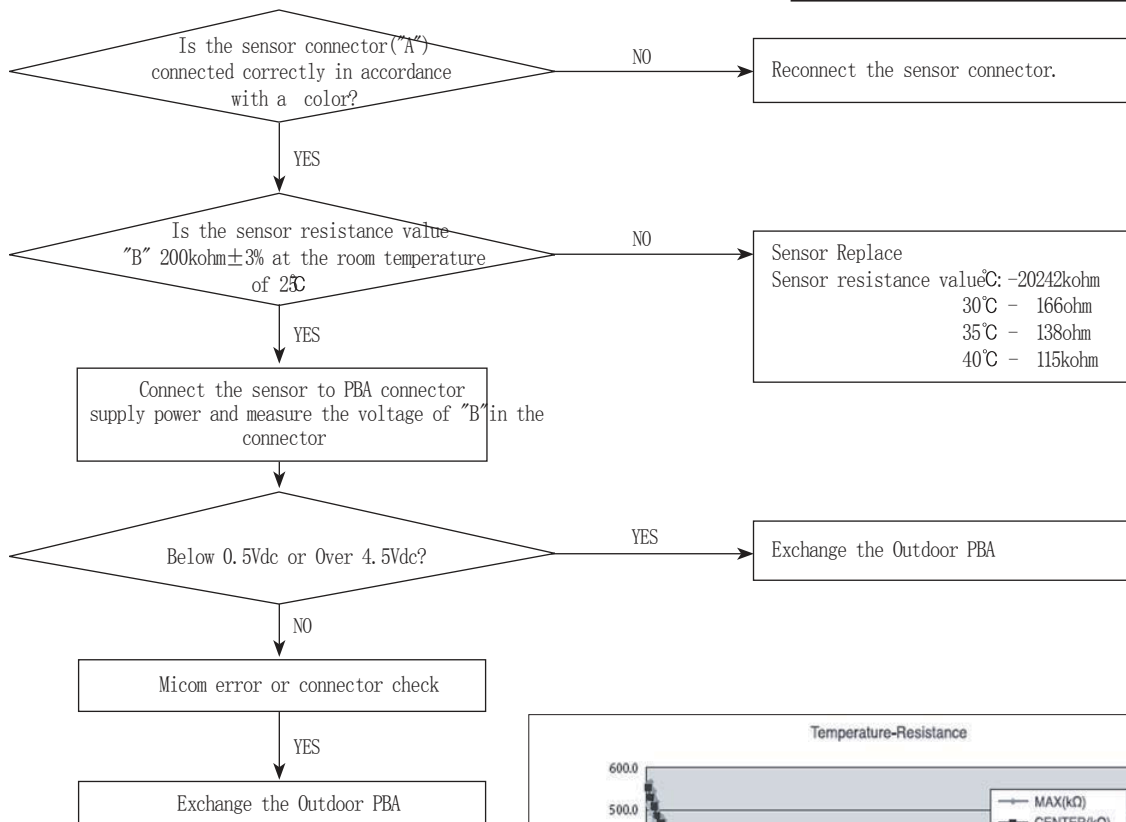 Is the sensor connector("A")
connected correctly in accordance
with a color?
NO
Reconnect the sensor connector.
YES
Is the sensor resistance value
"B" 200kohm±3% at the room temperature
of 25℃
NO
Sensor Replace
Sensor resistance value℃: -20242kohm
30℃ - 166ohm
35℃ - 138ohm
40℃ - 115kohm
YES
Connect the sensor to PBA connector
supply power and measure the voltage of "B"in the
connector
Below 0.5Vdc or Over 4.5Vdc?
YES
Exchange the Outdoor PBA
NO
Micom error or connector check
YES
Exchange the Outdoor PBA
Temperature-Resistance
600.0
500.0
MAX(kΩ)
CENTER(kΩ)